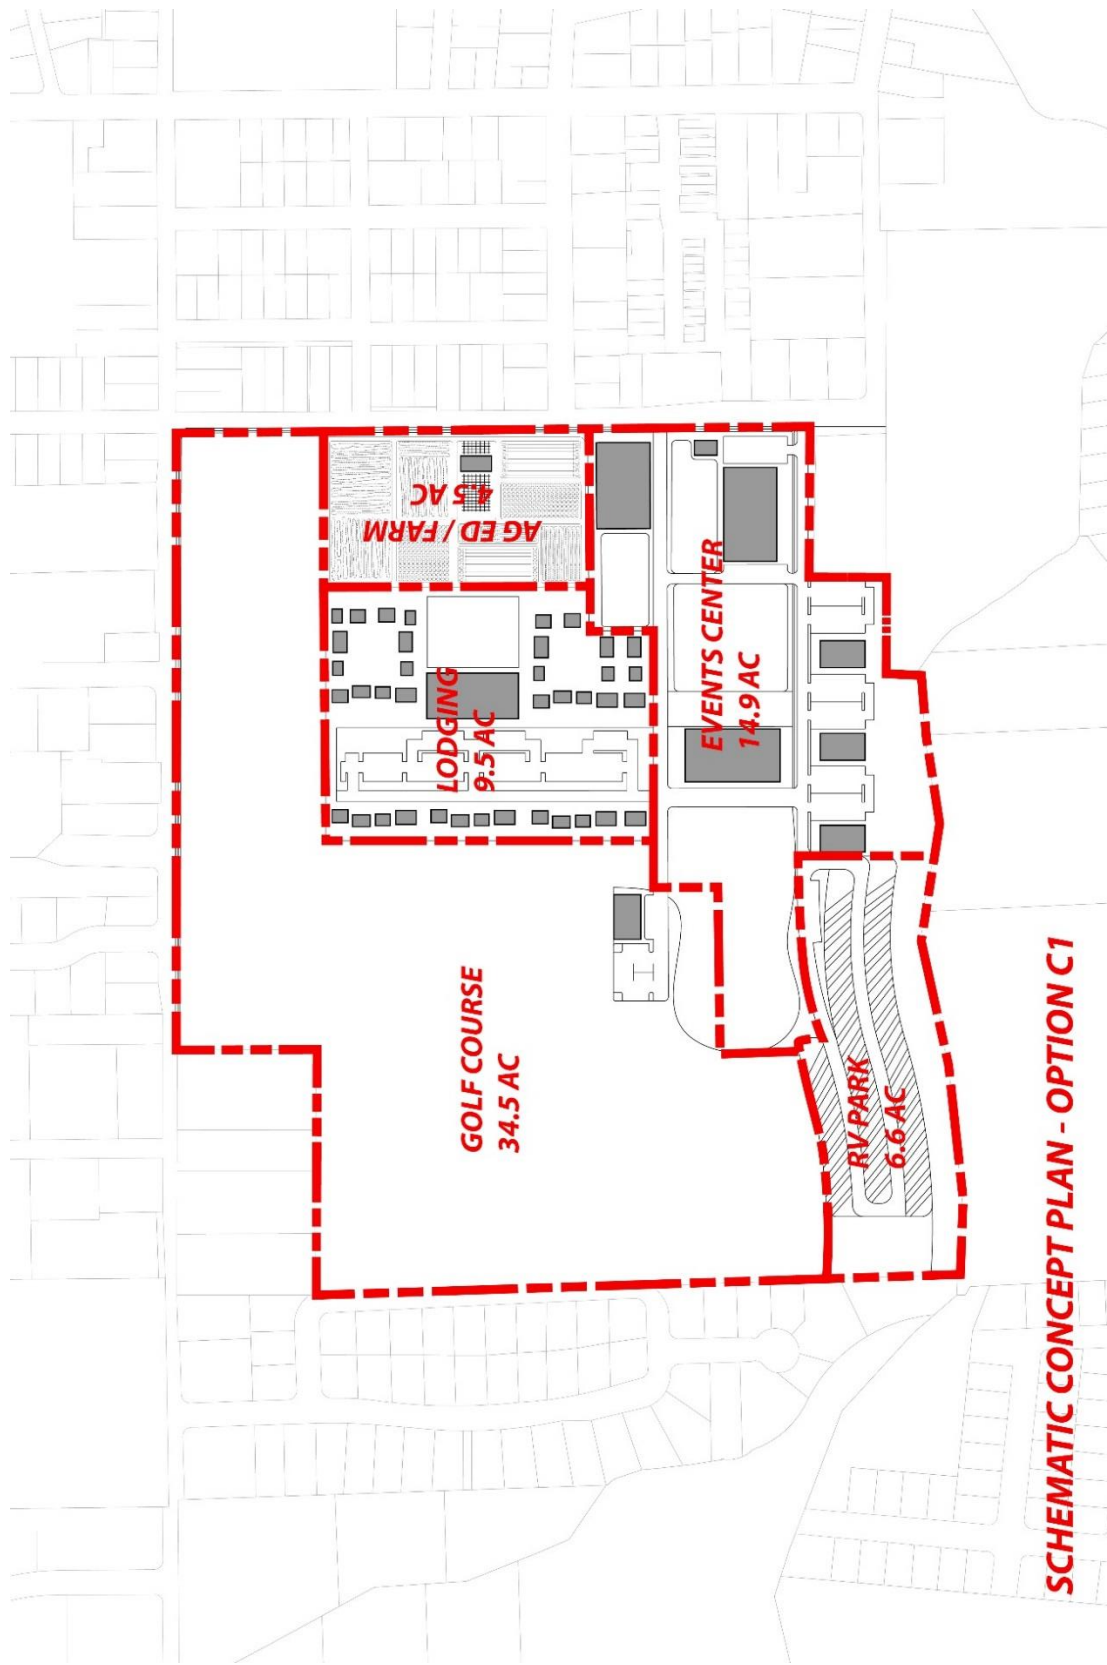 AG ED / FARM
4.5 AC
LODGING
9.5 AC
EVENTS CENTER
14.9 AC
GOLF COURSE
34.5 AC
RV PARK
6.6 AC
SCHEMATIC CONCEPT PLAN - OPTION C1